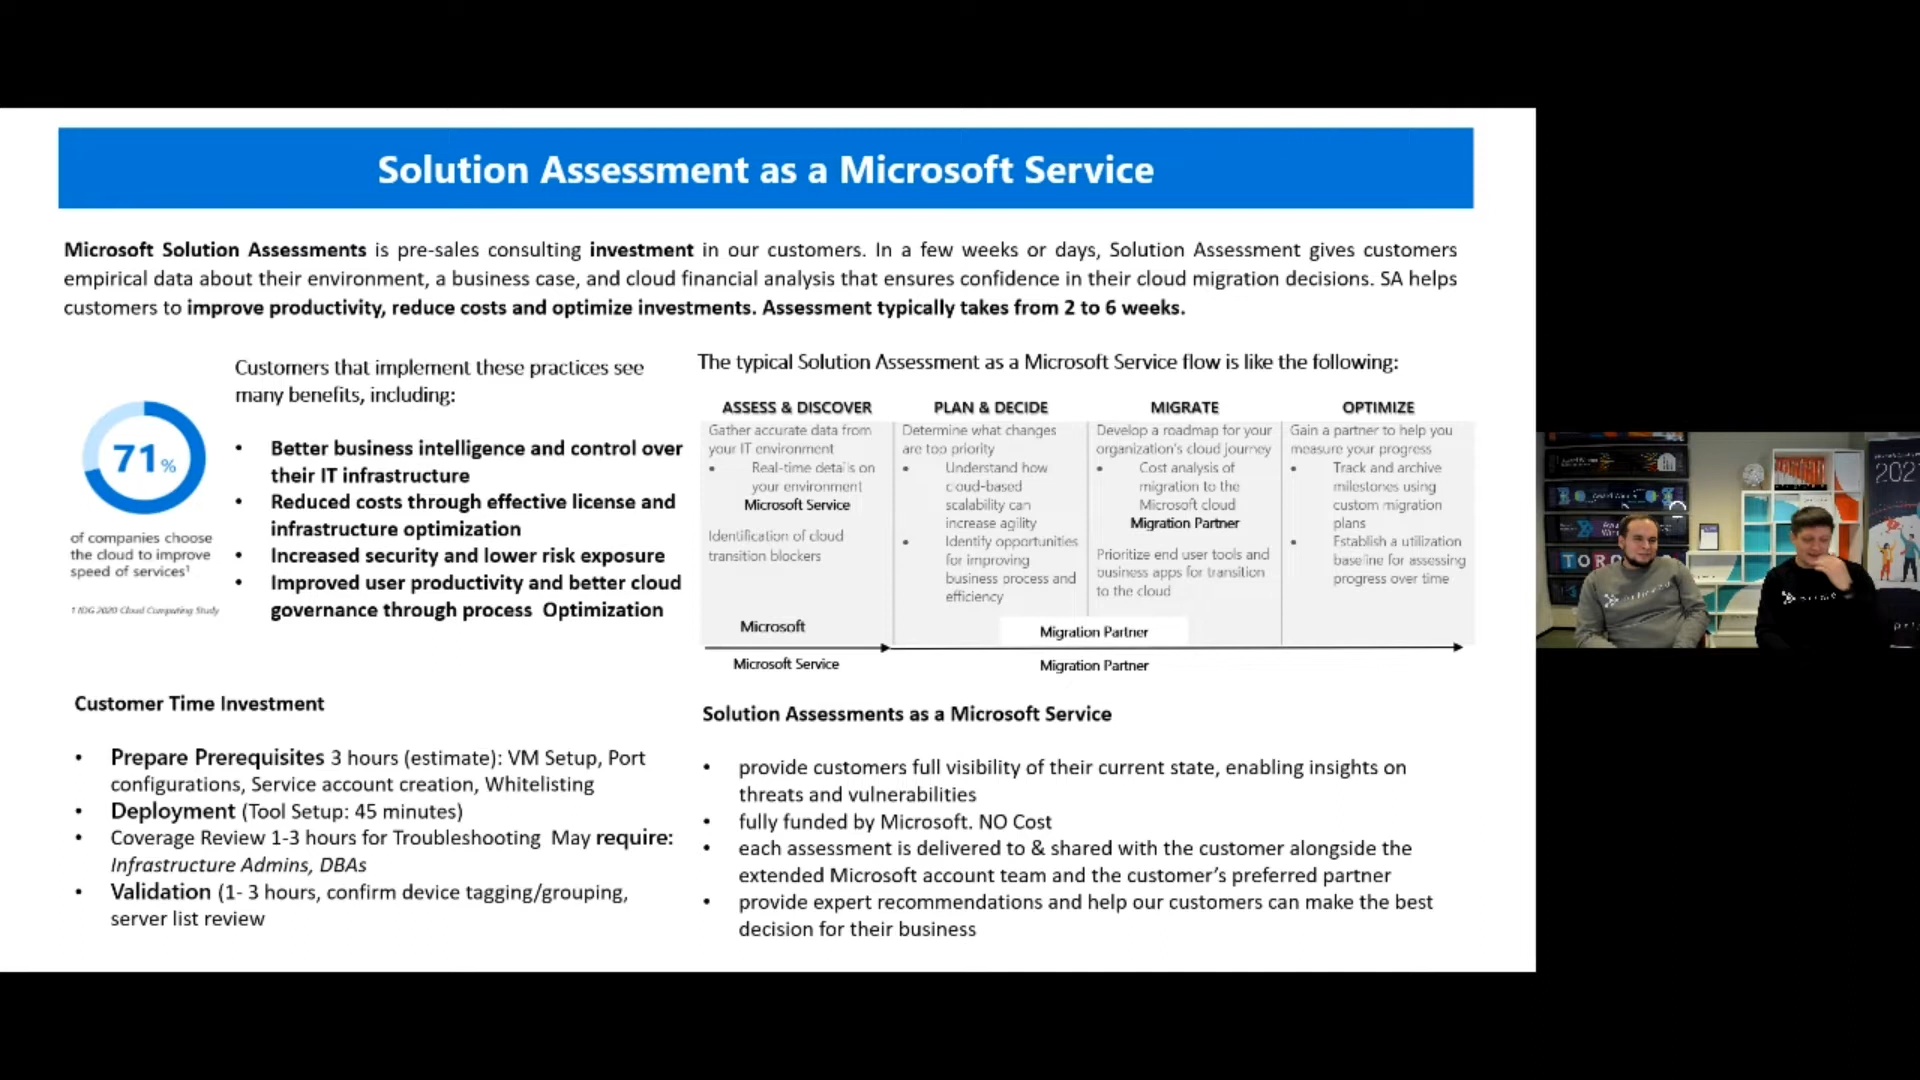 Solution Assessment as a Microsoft Service
Microsoft Solution Assessments is pre-sales consulting investment in our customers. In a few weeks or days, Solution Assessment gives customers
empirical data about their environment, a business case, and cloud financial analysis that ensures confidence in their cloud migration decisions. SA helps
customers to improve productivity, reduce costs and optimize investments. Assessment typically takes from 2 to 6 weeks.
71%
of companies choose
the cloud to improve
speed of services¹
1 IDG 2020 Cloud Computing Study
Customers that implement these practices see
many benefits, including:
• Better business intelligence and control over
their IT infrastructure
• Reduced costs through effective license and
infrastructure optimization
• Increased security and lower risk exposure
• Improved user productivity and better cloud
governance through process Optimization
The typical Solution Assessment as a Microsoft Service flow is like the following:
ASSESS & DISCOVER
Gather accurate data from
your IT environment
• Real-time details on
your environment
Microsoft Service
Identification of cloud
transition blockers
Microsoft
PLAN & DECIDE
Determine what changes
are top priority
• Understand how
cloud-based
scalability can
increase agility
• Identify opportunities
for improving
business process and
efficiency
MIGRATE
Develop a roadmap for your
organization's cloud journey
• Cost analysis of
migration to the
Microsoft cloud
Migration Partner
Prioritize end user tools and
business apps for transition
to the cloud
OPTIMIZE
Gain a partner to help you
measure your progress
• Track and archive
milestones using
custom migration
plans
• Establish a utilization
baseline for assessing
progress over time
Migration Partner
Microsoft Service
Migration Partner
Customer Time Investment
• Prepare Prerequisites 3 hours (estimate): VM Setup, Port
configurations, Service account creation, Whitelisting
• Deployment (Tool Setup: 45 minutes)
• Coverage Review 1-3 hours for Troubleshooting May require:
Infrastructure Admins, DBAs
• Validation (1- 3 hours, confirm device tagging/grouping,
server list review
Solution Assessments as a Microsoft Service
• provide customers full visibility of their current state, enabling insights on
threats and vulnerabilities
• fully funded by Microsoft. NO Cost
• each assessment is delivered to & shared with the customer alongside the
extended Microsoft account team and the customer's preferred partner
• provide expert recommendations and help our customers can make the best
decision for their business